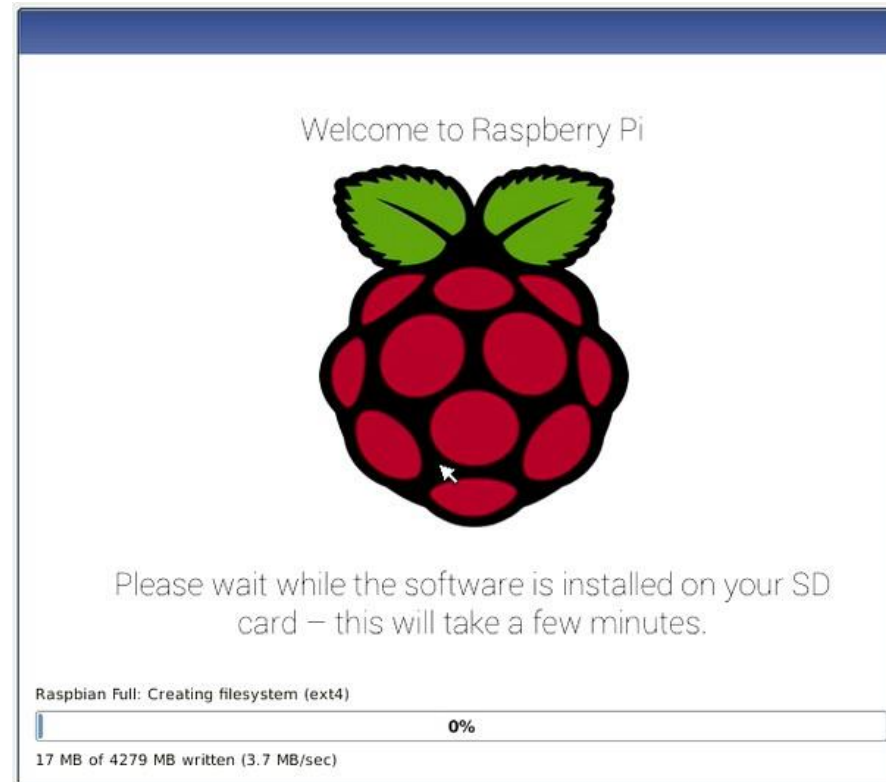 Welcome to Raspberry Pi
Please wait while the software is installed on your SD
card – this will take a few minutes.
Raspbian Full: Creating filesystem (ext4)
0%
17 MB of 4279 MB written (3.7 MB/sec)